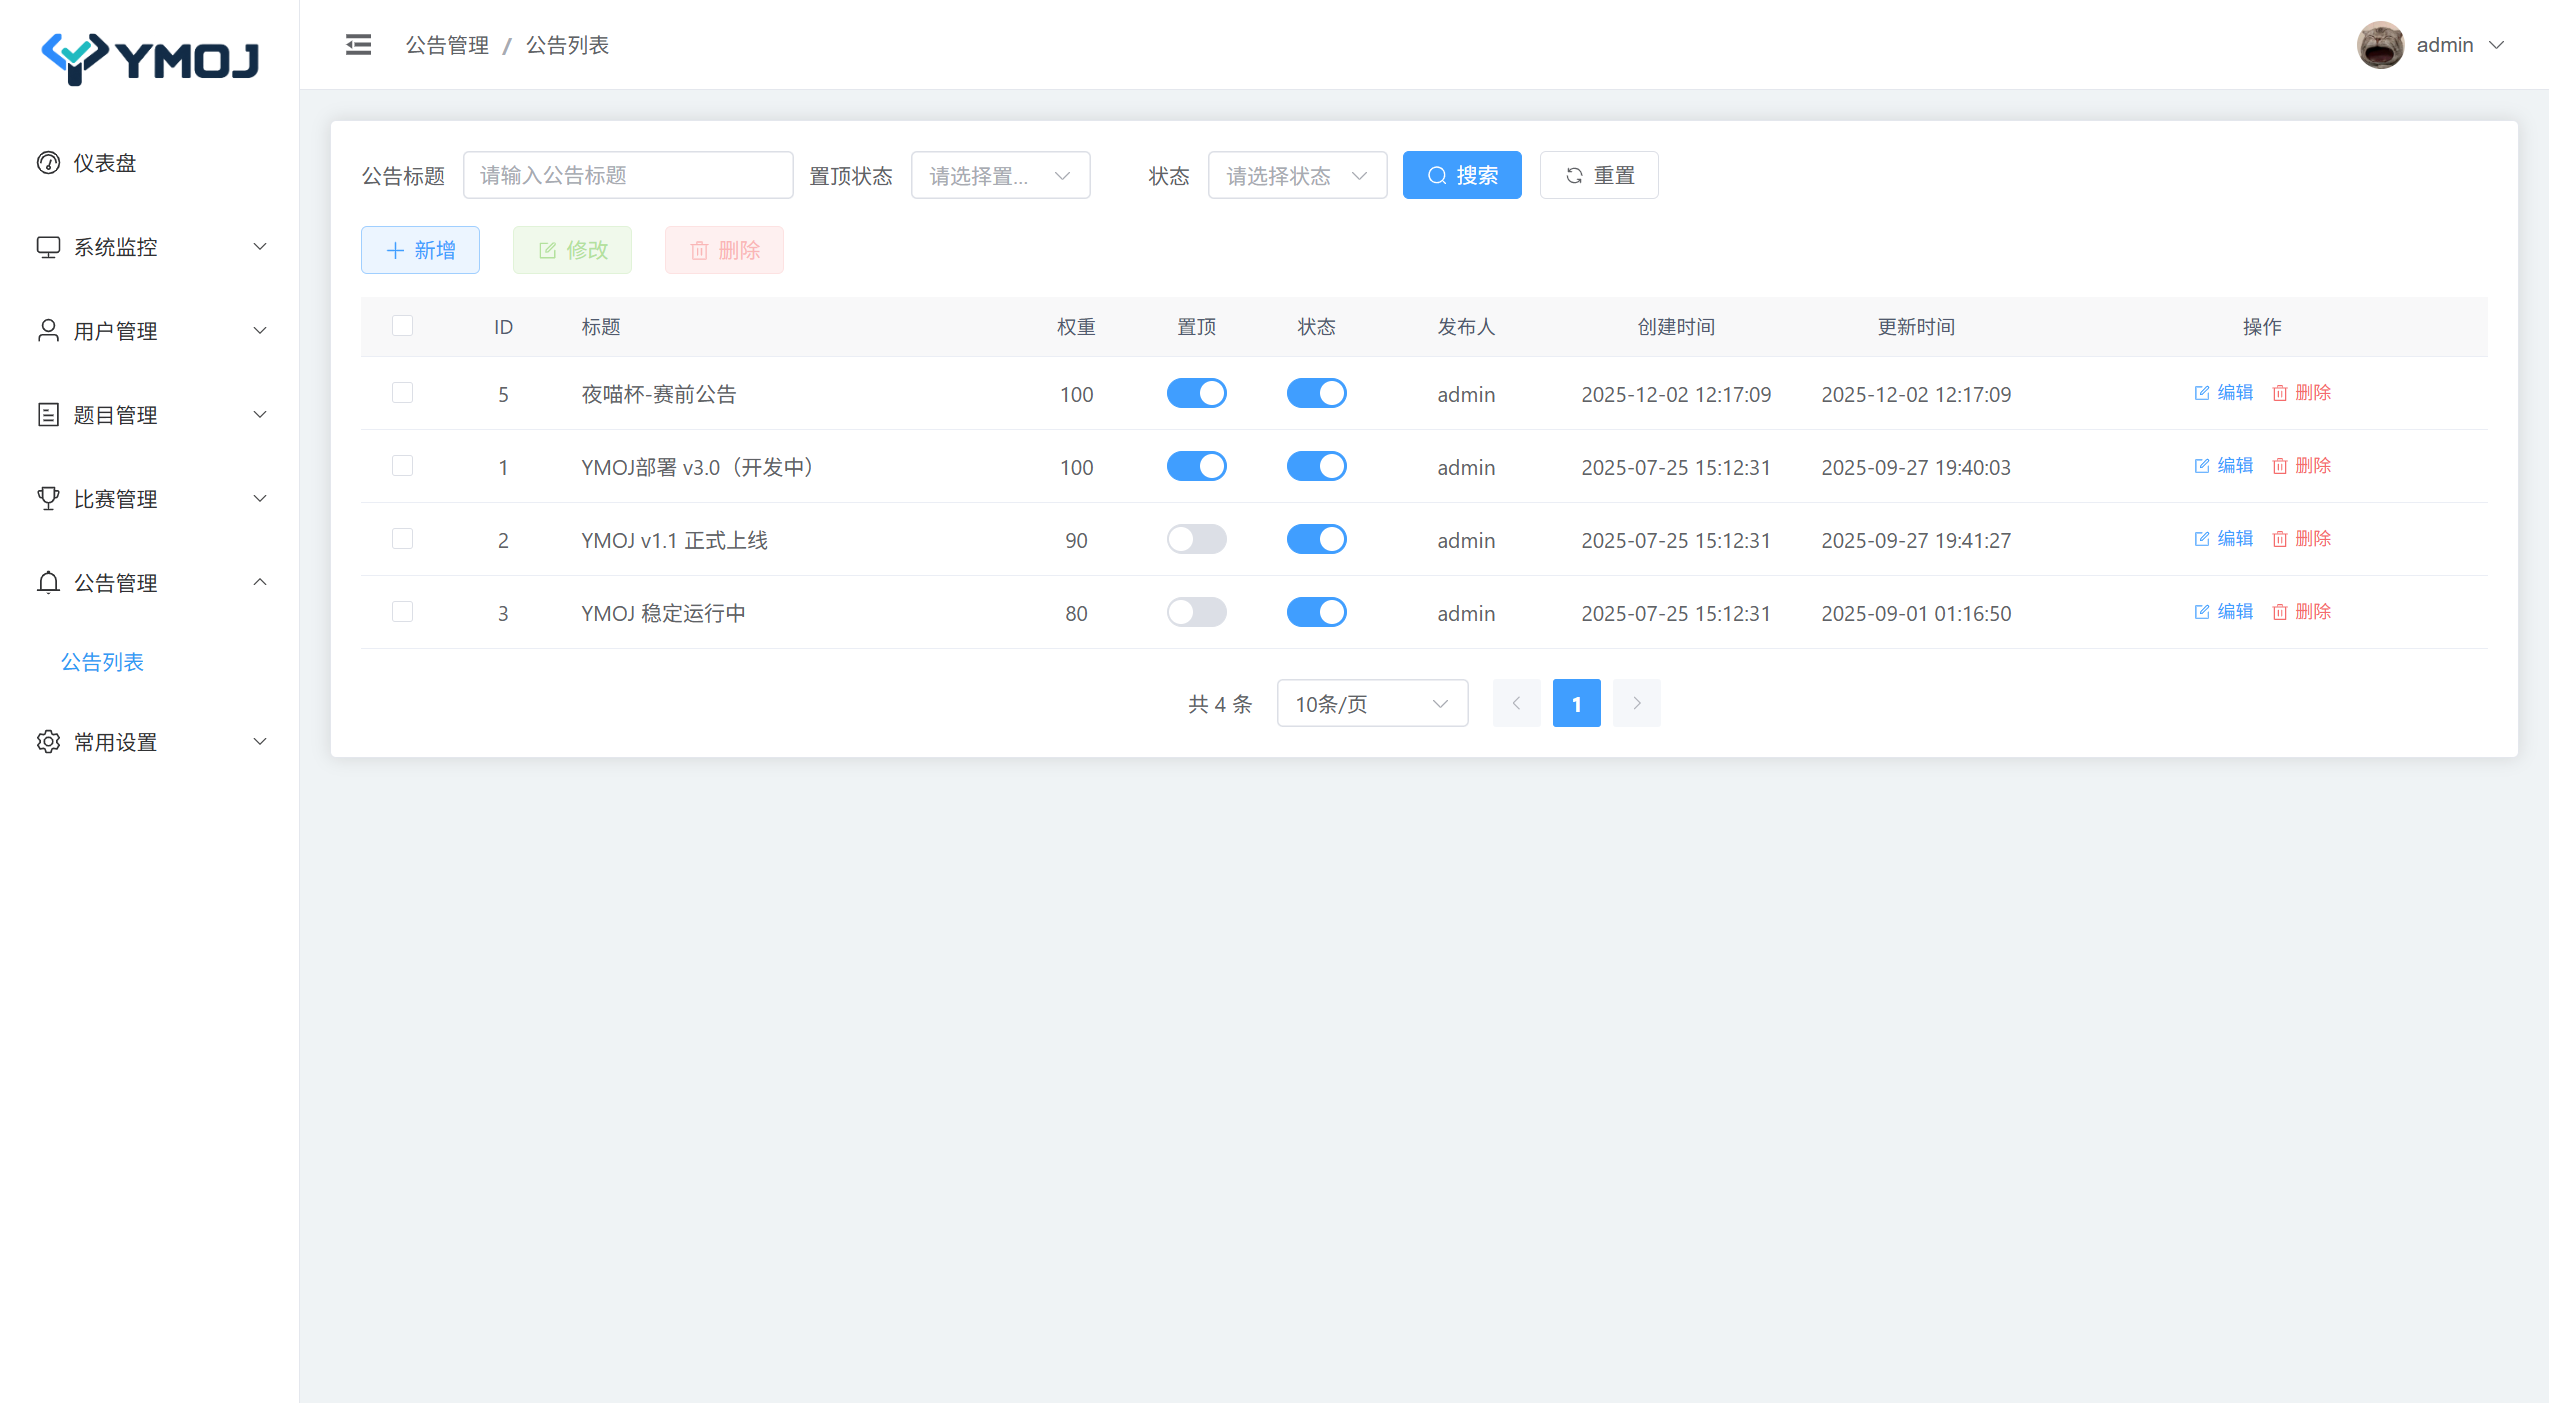 YMOJ
仪表盘
系统监控
用户管理
题目管理
比赛管理
公告管理
公告列表
常用设置
公告管理 / 公告列表
admin
公告标题 请输入公告标题 置顶状态 请选择置... 状态 请选择状态 搜索 重置
新增 修改 删除
ID 标题 权重 置顶 状态 发布人 创建时间 更新时间 操作
5 夜喵杯-赛前公告 100 admin 2025-12-02 12:17:09 2025-12-02 12:17:09 编辑 删除
1 YMOJ部署 v3.0（开发中） 100 admin 2025-07-25 15:12:31 2025-09-27 19:40:03 编辑 删除
2 YMOJ v1.1 正式上线 90 admin 2025-07-25 15:12:31 2025-09-27 19:41:27 编辑 删除
3 YMOJ 稳定运行中 80 admin 2025-07-25 15:12:31 2025-09-01 01:16:50 编辑 删除
共 4 条 10条/页 1